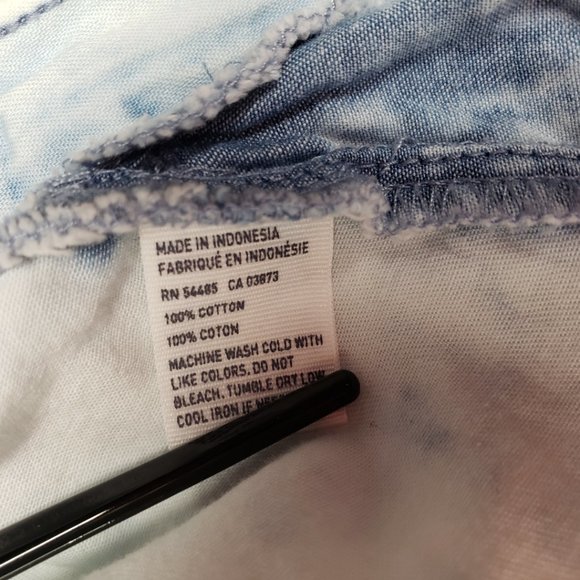 MADE IN INDONESIA
FABRIQUÉ EN INDONÉSIE
RN 54485 CA 03873
100% COTTON
100% COTON
MACHINE WASH COLD WITH
LIKE COLORS. DO NOT
BLEACH. TUMBLE DRY LOW
COOL IRON IF